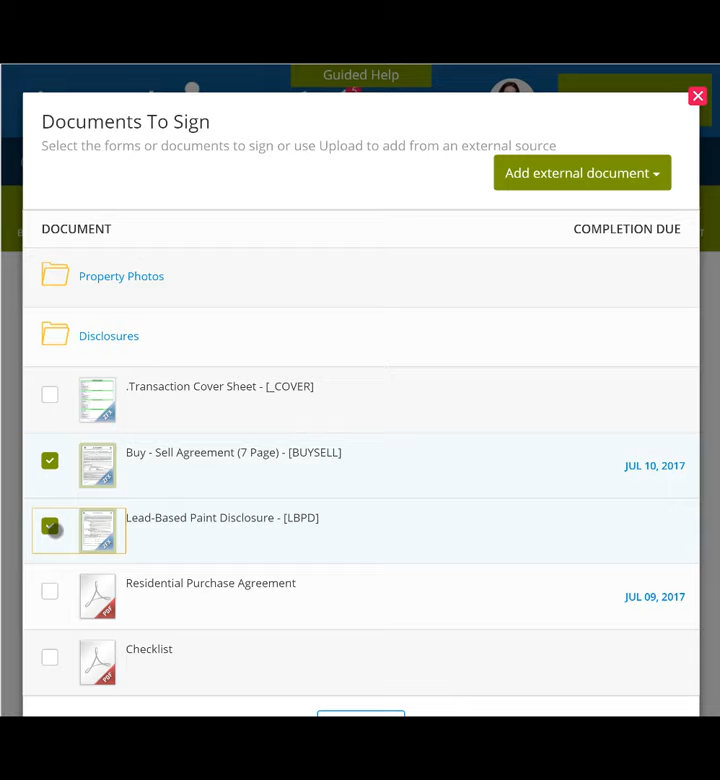 Guided Help
Documents To Sign
Select the forms or documents to sign or use Upload to add from an external source
Add external document
DOCUMENT COMPLETION DUE
Property Photos
Disclosures
.Transaction Cover Sheet - [_COVER]
Buy - Sell Agreement (7 Page) - [BUYSELL]
JUL 10, 2017
Lead-Based Paint Disclosure - [LBPD]
Residential Purchase Agreement
JUL 09, 2017
PDF
Checklist
PDF